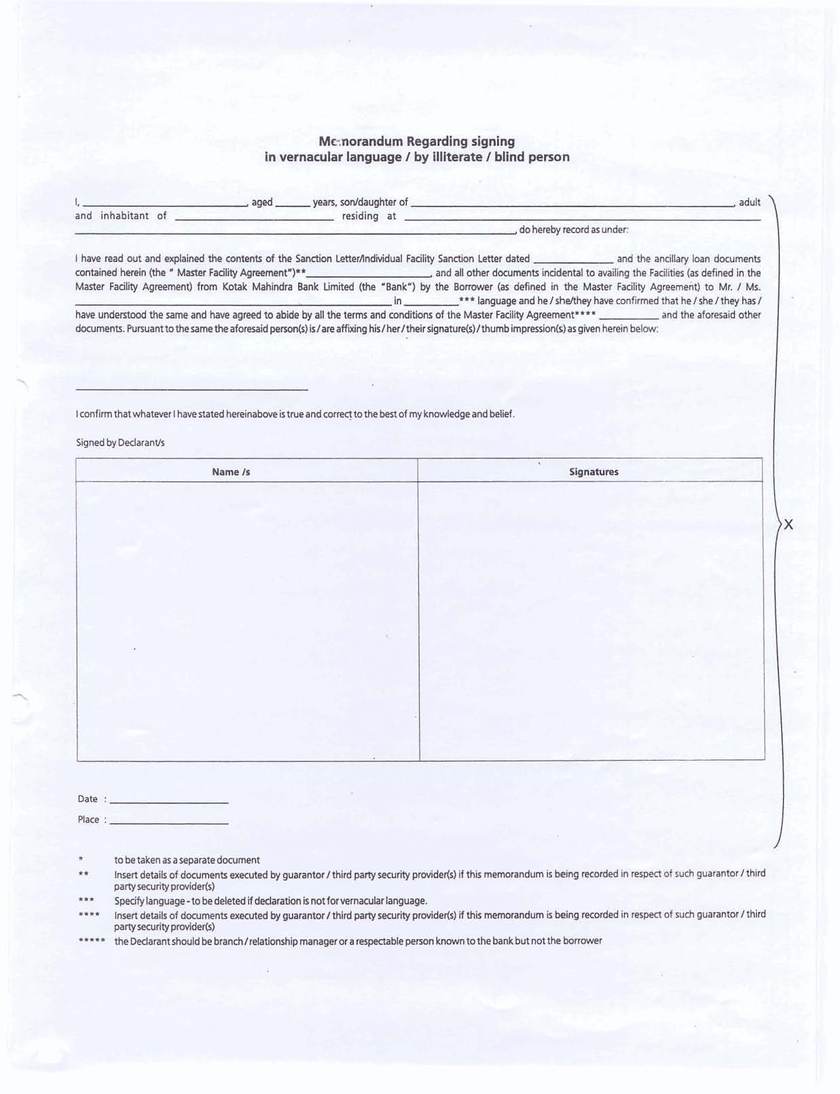 Memorandum Regarding signing
in vernacular language / by illiterate / blind person
I, ______________, aged ______ years, son/daughter of ______________, adult
and inhabitant of ______________ residing at ______________
______________, do hereby record as under:
I have read out and explained the contents of the Sanction Letter/Individual Facility Sanction Letter dated ______________ and the ancillary loan documents
contained herein (the " Master Facility Agreement")**______________, and all other documents incidental to availing the Facilities (as defined in the
Master Facility Agreement) from Kotak Mahindra Bank Limited (the "Bank") by the Borrower (as defined in the Master Facility Agreement) to Mr. / Ms.
______________ in __________*** language and he / she/they have confirmed that he / she / they has /
have understood the same and have agreed to abide by all the terms and conditions of the Master Facility Agreement**** __________ and the aforesaid other
documents. Pursuant to the same the aforesaid person(s) is / are affixing his / her / their signature(s) / thumb impression(s) as given herein below:
I confirm that whatever I have stated hereinabove is true and correct to the best of my knowledge and belief.
Signed by Declarant/s
Name /s Signatures
X
Date : ______________
Place : ______________
* to be taken as a separate document
** Insert details of documents executed by guarantor / third party security provider(s) if this memorandum is being recorded in respect of such guarantor / third
party security provider(s)
*** Specify language - to be deleted if declaration is not for vernacular language.
**** Insert details of documents executed by guarantor / third party security provider(s) if this memorandum is being recorded in respect of such guarantor / third
party security provider(s)
***** the Declarant should be branch / relationship manager or a respectable person known to the bank but not the borrower